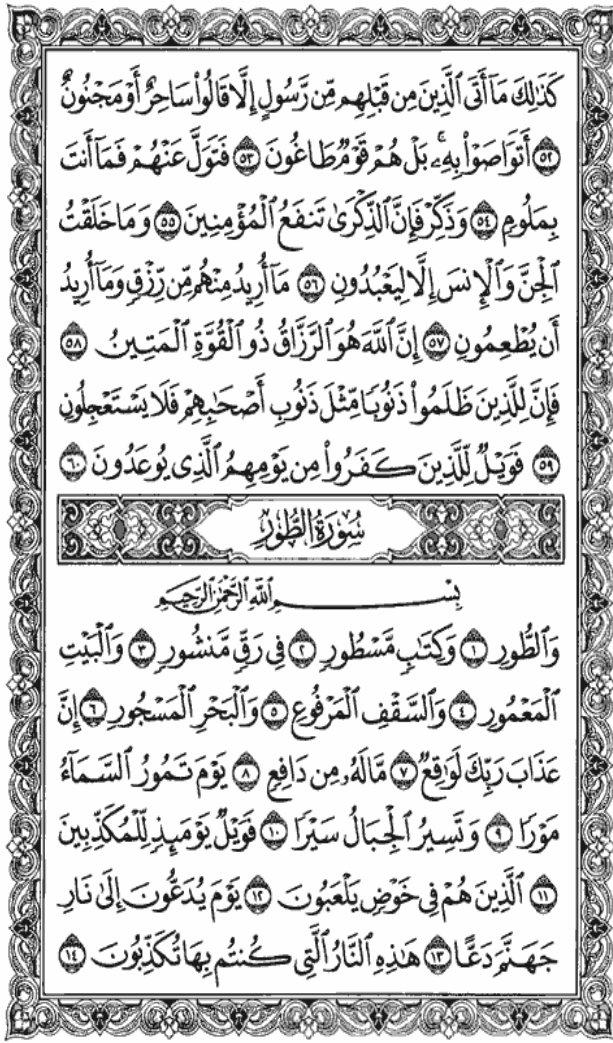 كَذَٰلِكَ مَآ أَتَى ٱلَّذِينَ مِن قَبْلِهِم مِّن رَّسُولٍ إِلَّا قَالُوا۟ سَاحِرٌ أَوْ مَجْنُونٌ
٥٢ أَتَوَاصَوْا۟ بِهِۦ ۚ بَلْ هُمْ قَوْمٌ طَاغُونَ ٥٣ فَتَوَلَّ عَنْهُمْ فَمَآ أَنتَ
بِمَلُومٍ ٥٤ وَذَكِّرْ فَإِنَّ ٱلذِّكْرَىٰ تَنفَعُ ٱلْمُؤْمِنِينَ ٥٥ وَمَا خَلَقْتُ
ٱلْجِنَّ وَٱلْإِنسَ إِلَّا لِيَعْبُدُونِ ٥٦ مَآ أُرِيدُ مِنْهُم مِّن رِّزْقٍ وَمَآ أُرِيدُ
أَن يُطْعِمُونِ ٥٧ إِنَّ ٱللَّهَ هُوَ ٱلرَّزَّاقُ ذُو ٱلْقُوَّةِ ٱلْمَتِينُ ٥٨
فَإِنَّ لِلَّذِينَ ظَلَمُوا۟ ذَنُوبًا مِّثْلَ ذَنُوبِ أَصْحَٰبِهِمْ فَلَا يَسْتَعْجِلُونِ
٥٩ فَوَيْلٌ لِّلَّذِينَ كَفَرُوا۟ مِن يَوْمِهِمُ ٱلَّذِى يُوعَدُونَ ٦٠
سُورَةُ الطُّورِ
بِسْمِ ٱللَّهِ ٱلرَّحْمَٰنِ ٱلرَّحِيمِ
وَٱلطُّورِ ١ وَكِتَٰبٍ مَّسْطُورٍ ٢ فِى رَقٍّ مَّنشُورٍ ٣ وَٱلْبَيْتِ
ٱلْمَعْمُورِ ٤ وَٱلسَّقْفِ ٱلْمَرْفُوعِ ٥ وَٱلْبَحْرِ ٱلْمَسْجُورِ ٦ إِنَّ
عَذَابَ رَبِّكَ لَوَٰقِعٌ ٧ مَّا لَهُۥ مِن دَافِعٍ ٨ يَوْمَ تَمُورُ ٱلسَّمَآءُ
مَوْرًا ٩ وَتَسِيرُ ٱلْجِبَالُ سَيْرًا ١٠ فَوَيْلٌ يَوْمَئِذٍ لِّلْمُكَذِّبِينَ
١١ ٱلَّذِينَ هُمْ فِى خَوْضٍ يَلْعَبُونَ ١٢ يَوْمَ يُدَعُّونَ إِلَىٰ نَارِ
جَهَنَّمَ دَعًّا ١٣ هَٰذِهِ ٱلنَّارُ ٱلَّتِى كُنتُم بِهَا تُكَذِّبُونَ ١٤